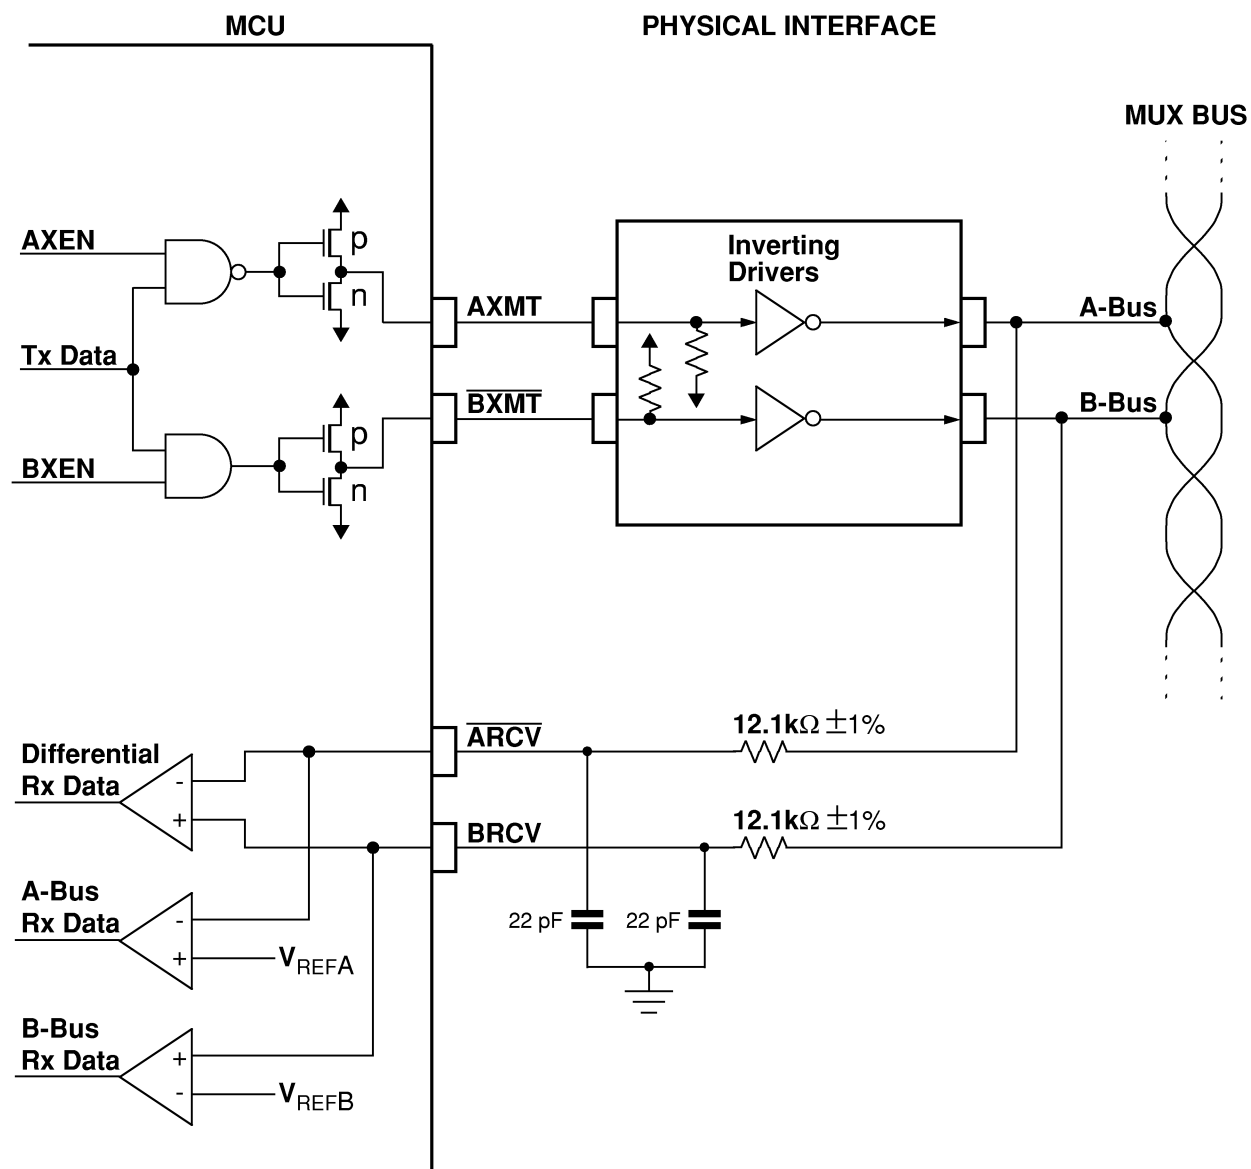 MCU
PHYSICAL INTERFACE
MUX BUS
AXEN
p
n
Inverting
Drivers
AXMT
A-Bus
Tx Data
BXMT
B-Bus
p
n
BXEN
12.1kΩ ±1%
Differential
Rx Data
-
+
ARCV
12.1kΩ ±1%
BRCV
A-Bus
Rx Data
-
+
VREFA
22 pF
22 pF
B-Bus
Rx Data
+
-
VREFB